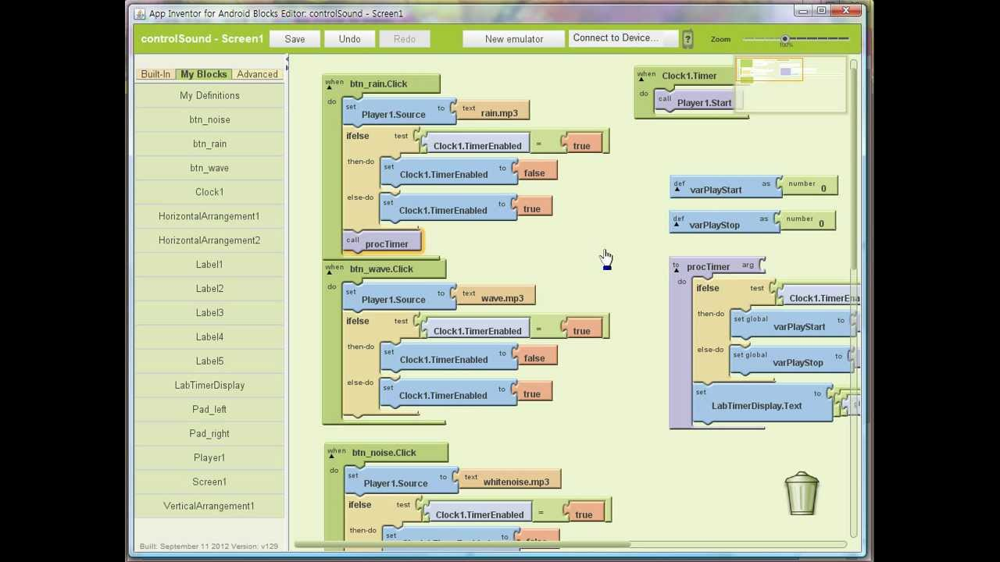 App Inventor for Android Blocks Editor: controlSound - Screen1
controlSound - Screen1 Save Undo Redo New emulator Connect to Device... ? Zoom
100%
Built-In My Blocks Advanced
My Definitions
btn_noise
btn_rain
btn_wave
Clock1
HorizontalArrangement1
HorizontalArrangement2
Label1
Label2
Label3
Label4
Label5
LabTimerDisplay
Pad_left
Pad_right
Player1
Screen1
VerticalArrangement1
Built: September 11 2012 Version: v129
when btn_rain.Click
do set Player1.Source to text rain.mp3
ifelse test Clock1.TimerEnabled = true
then-do set Clock1.TimerEnabled to false
else-do set Clock1.TimerEnabled to true
call procTimer
when btn_wave.Click
do set Player1.Source to text wave.mp3
ifelse test Clock1.TimerEnabled = true
then-do set Clock1.TimerEnabled to false
else-do set Clock1.TimerEnabled to true
when btn_noise.Click
do set Player1.Source to text whitenoise.mp3
ifelse test Clock1.TimerEnabled = true
then-do set
when Clock1.Timer
do call Player1.Start
def varPlayStart as number 0
def varPlayStop as number 0
to procTimer arg
do ifelse test Clock1.TimerEna
then-do set global varPlayStart to
else-do set global varPlayStop to
set LabTimerDisplay.Text to